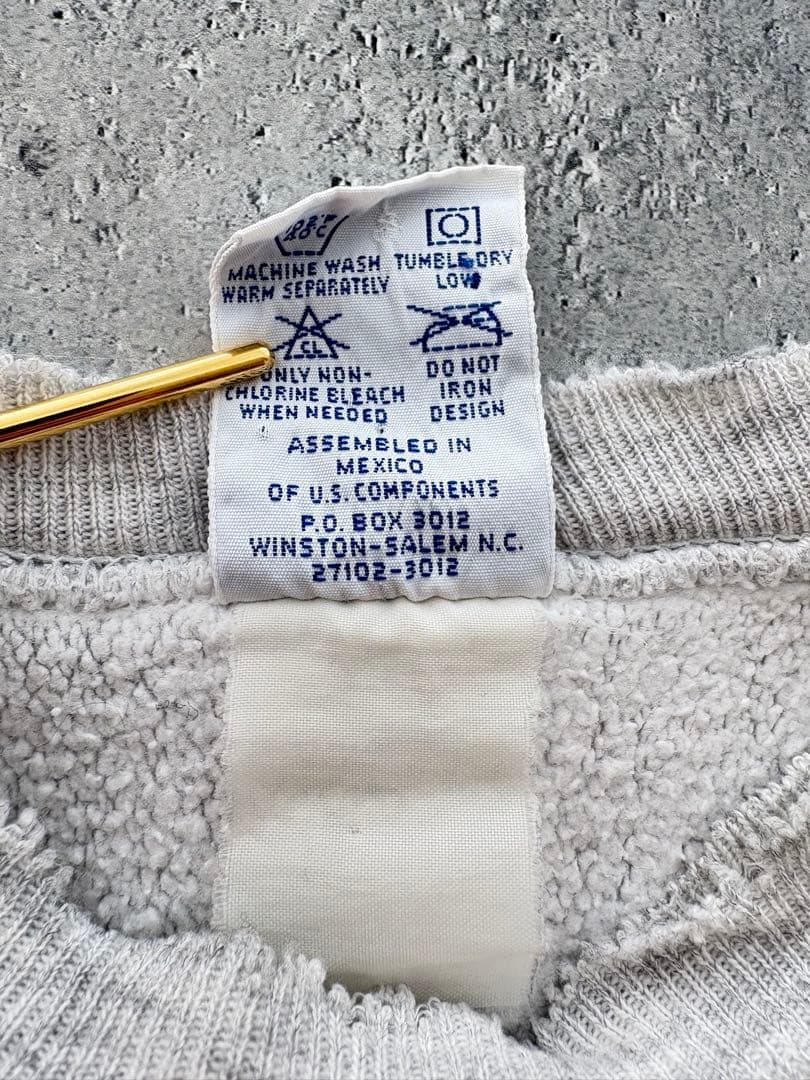 MACHINE WASH
WARM SEPARATELY
TUMBLE DRY
LOW
CL
ONLY NON-
CHLORINE BLEACH
WHEN NEEDED
DO NOT
IRON
DESIGN
ASSEMBLED IN
MEXICO
OF U.S. COMPONENTS
P.O. BOX 3012
WINSTON-SALEM N.C.
27102-3012